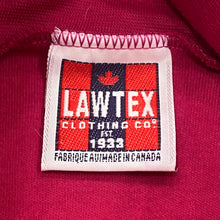 LAWTEX
CLOTHING CO.
EST.
1933
FABRIQUE AU/MADE IN CANADA